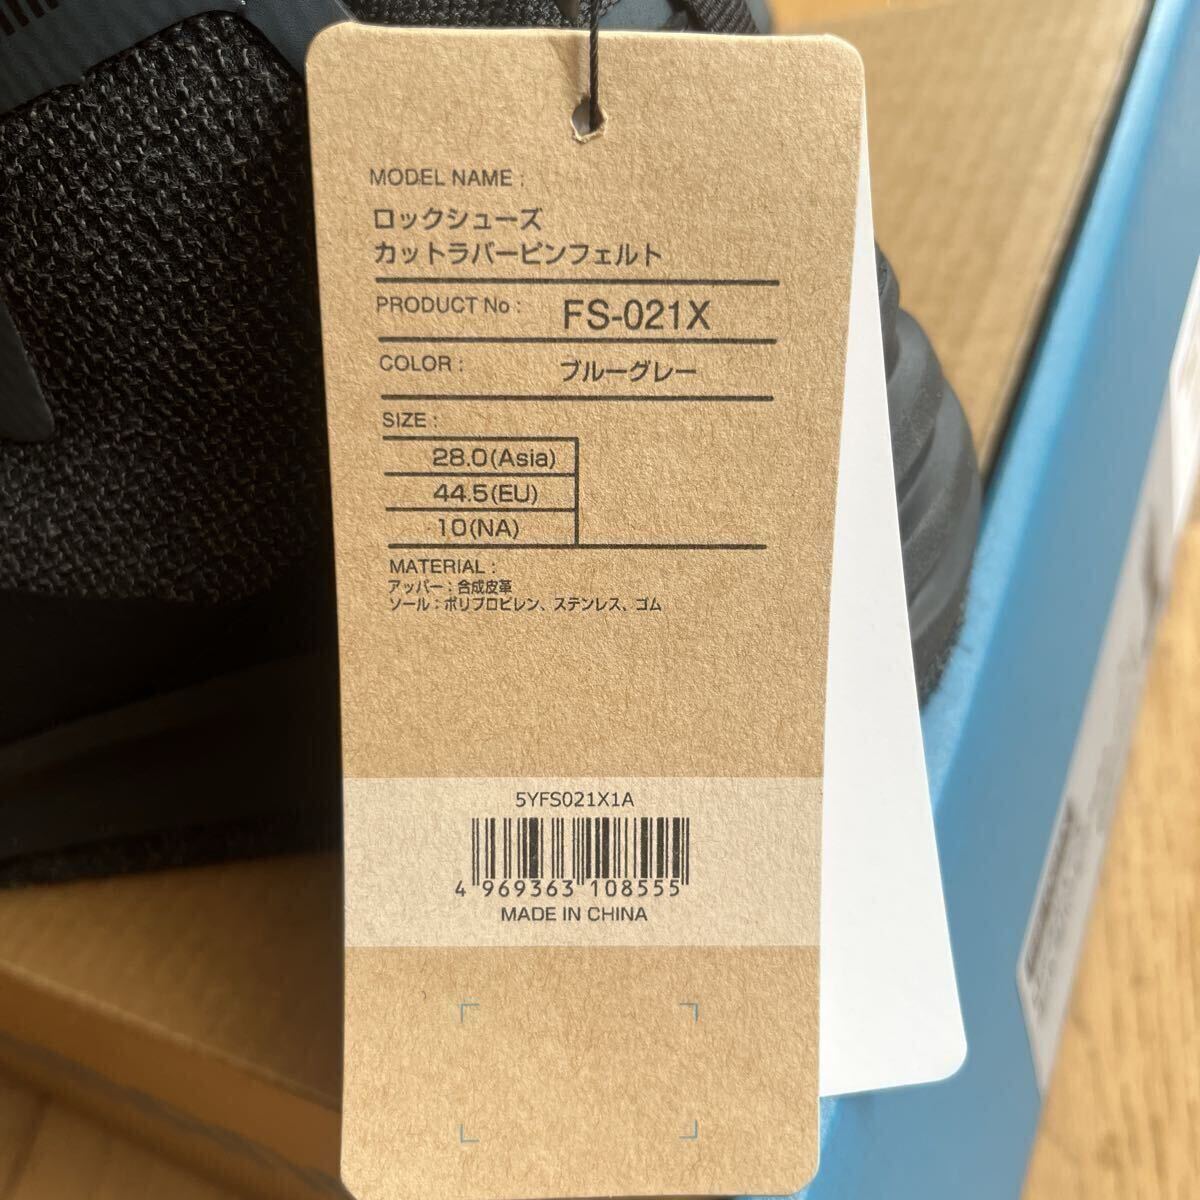 MODEL NAME :
ロックシューズ
カットラバーピンフェルト
PRODUCT No : FS-021X
COLOR : ブルーグレー
SIZE :
28.0(Asia)
44.5(EU)
10(NA)
MATERIAL :
アッパー：合成皮革
ソール：ポリプロピレン、ステンレス、ゴム
5YFS021X1A
4 969363 108555
MADE IN CHINA